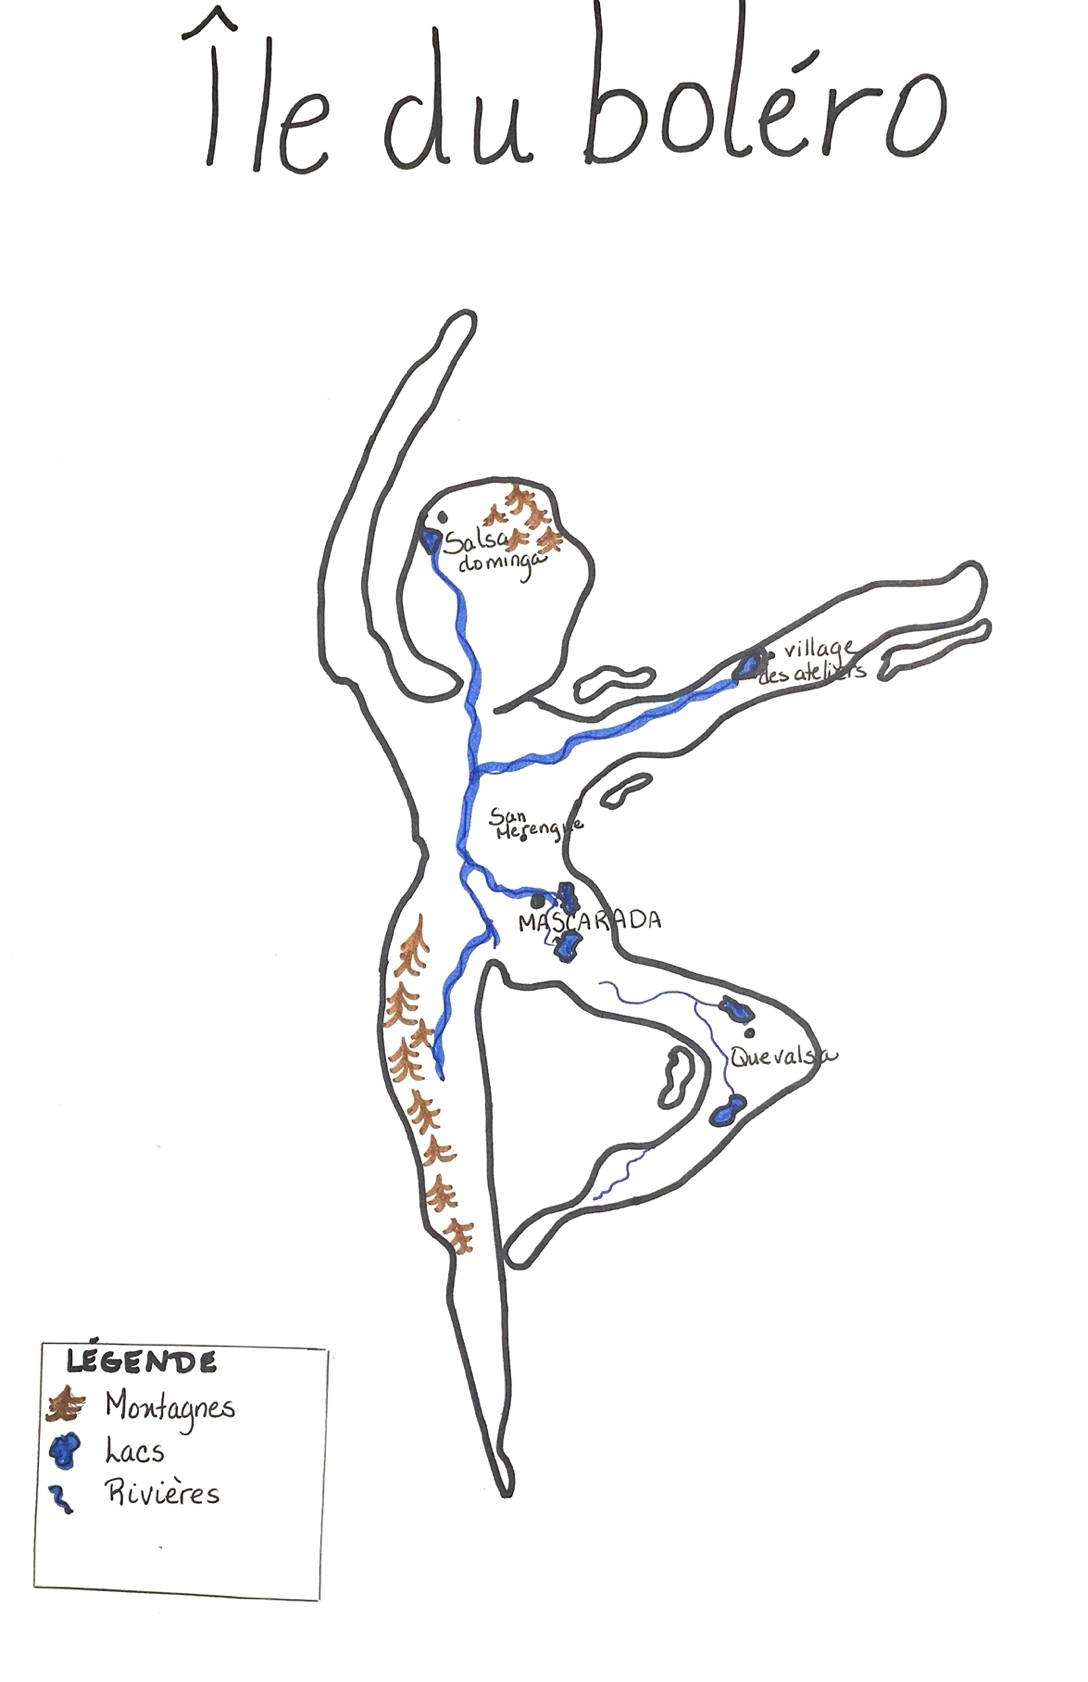 Île du boléro
Salsa
dominga
village
des ateliers
San
Merengue
MASCARADA
Quevalsa
LÉGENDE
Montagnes
Lacs
Rivières